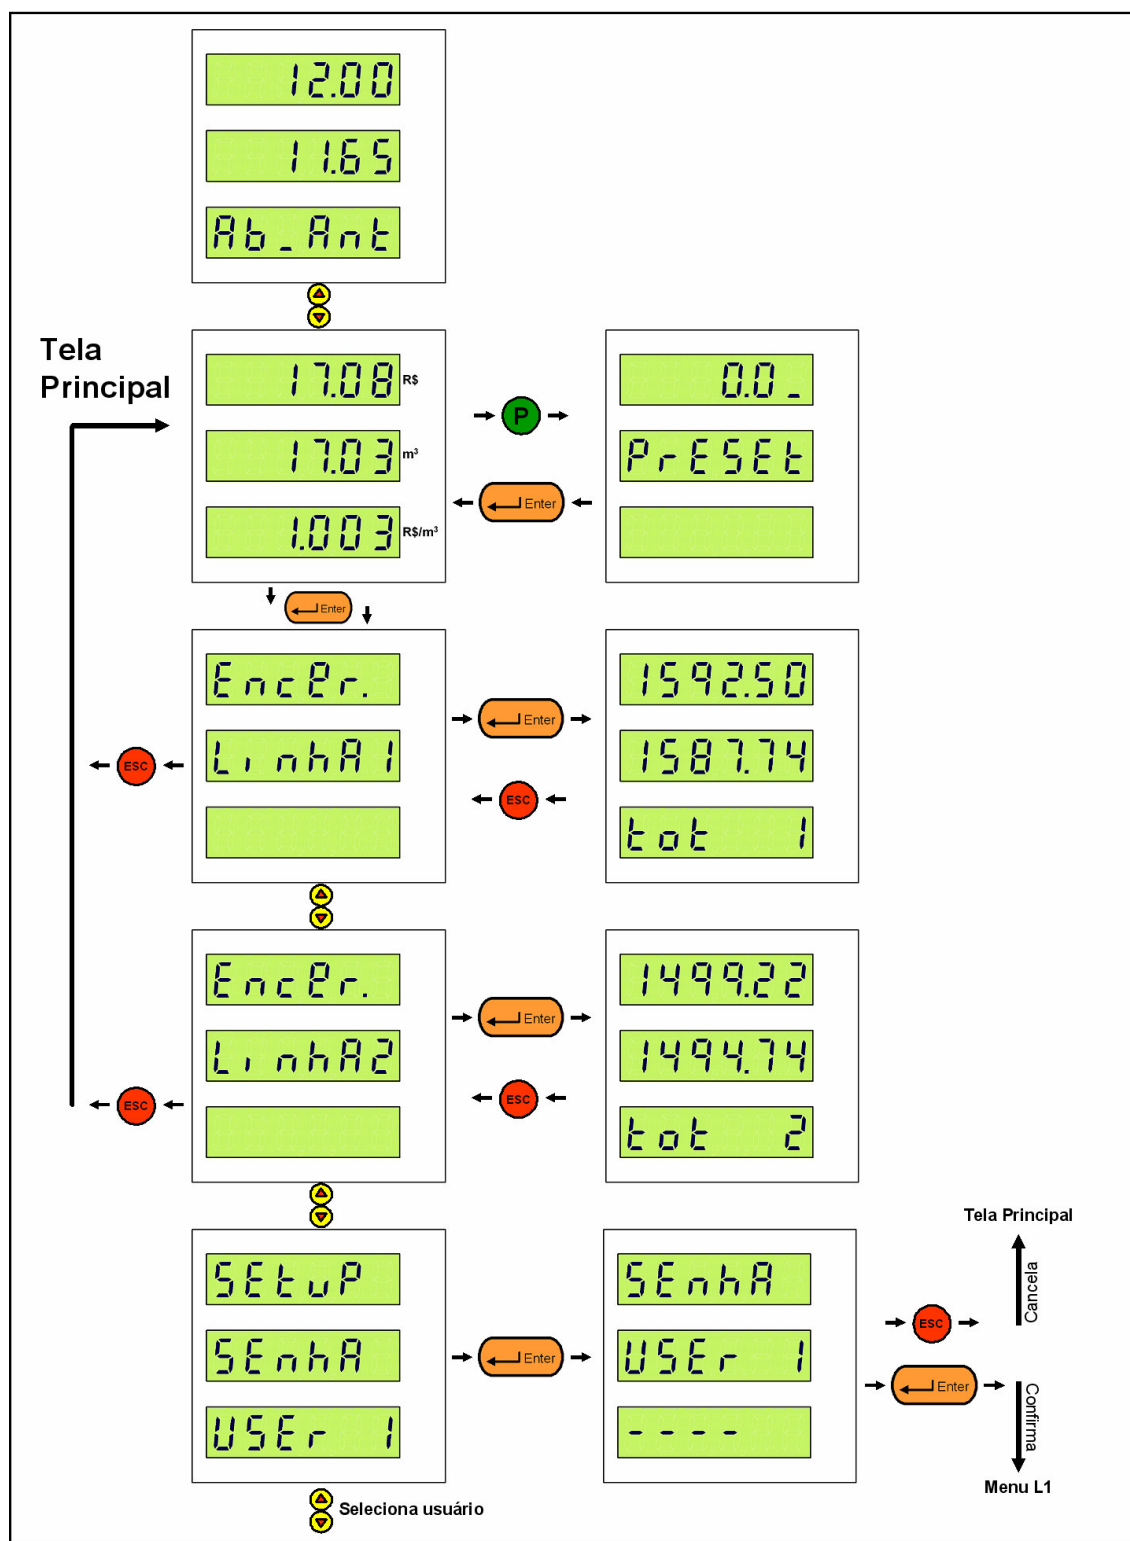 12.00
11.65
Ab_Ant
Tela
Principal
17.08 R$
17.03 m³
1.003 R$/m³
P
Enter
0.0_
PrESEt
Enter
EncPr.
LinhA1
ESC
Enter
ESC
1592.50
1587.74
tot 1
EncPr.
LinhA2
ESC
Enter
ESC
1499.22
1494.74
tot 2
SEtuP
SEnhA
USEr 1
Enter
SEnhA
USEr 1
----
Tela Principal
Cancela
ESC
Enter
Confirma
Menu L1
Seleciona usuário